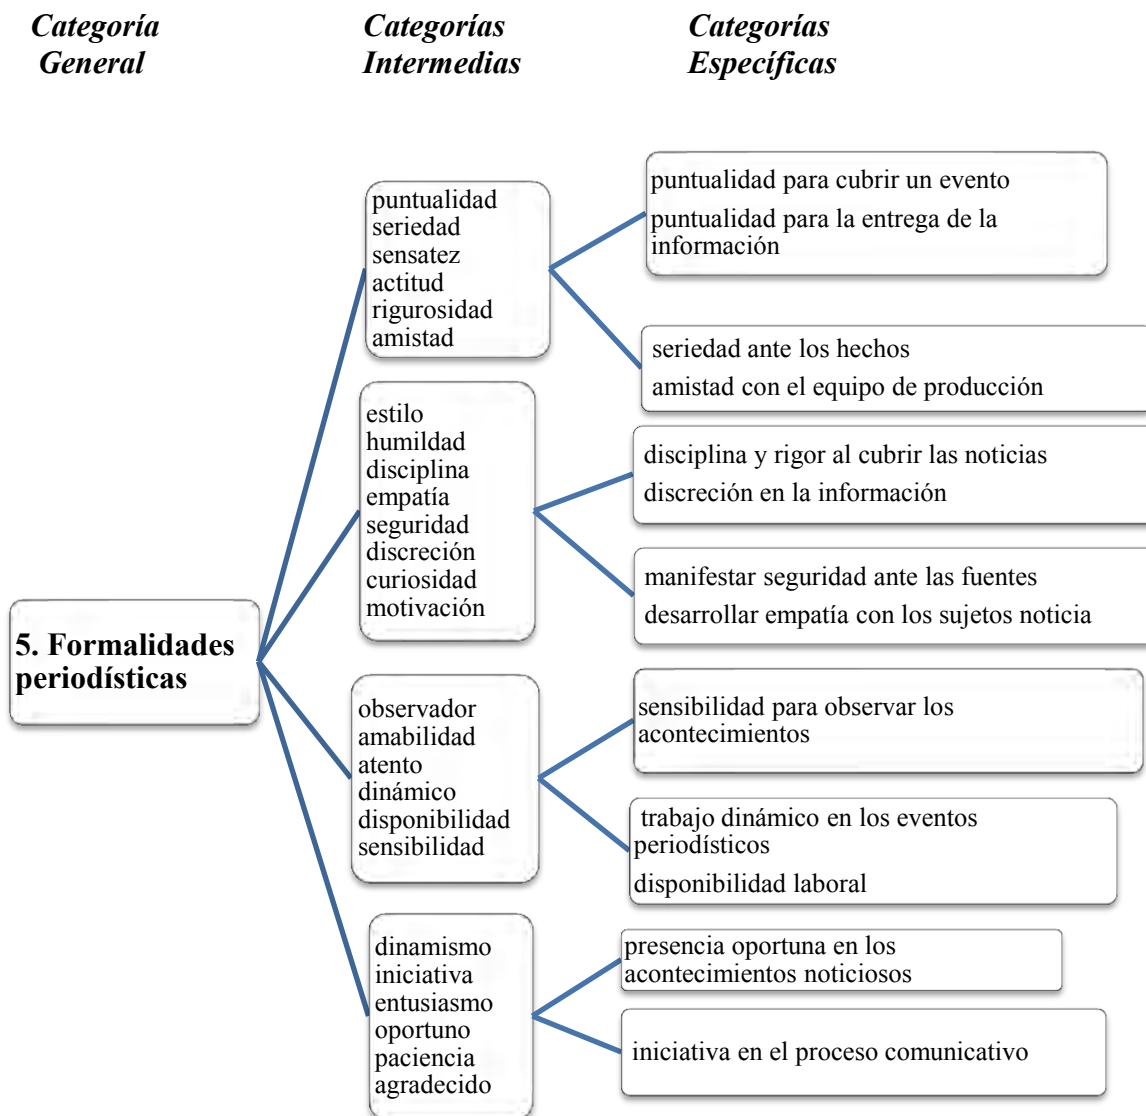 Categoría
General
Categorías
Intermedias
Categorías
Específicas
5. Formalidades
periodísticas
puntualidad
seriedad
sensatez
actitud
rigurosidad
amistad
puntualidad para cubrir un evento
puntualidad para la entrega de la
información
seriedad ante los hechos
amistad con el equipo de producción
estilo
humildad
disciplina
empatía
seguridad
discreción
curiosidad
motivación
disciplina y rigor al cubrir las noticias
discreción en la información
manifestar seguridad ante las fuentes
desarrollar empatía con los sujetos noticia
observador
amabilidad
atento
dinámico
disponibilidad
sensibilidad
sensibilidad para observar los
acontecimientos
trabajo dinámico en los eventos
periodísticos
disponibilidad laboral
dinamismo
iniciativa
entusiasmo
oportuno
paciencia
agradecido
presencia oportuna en los
acontecimientos noticiosos
iniciativa en el proceso comunicativo